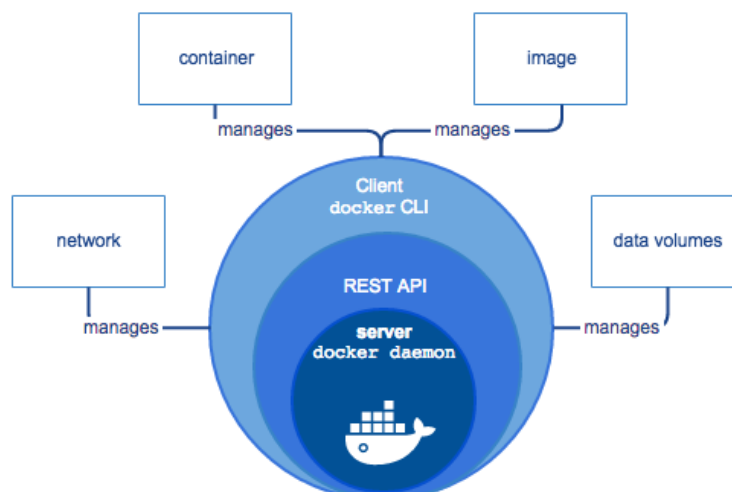 container
image
manages
manages
Client
docker CLI
network
data volumes
REST API
manages
manages
server
docker daemon